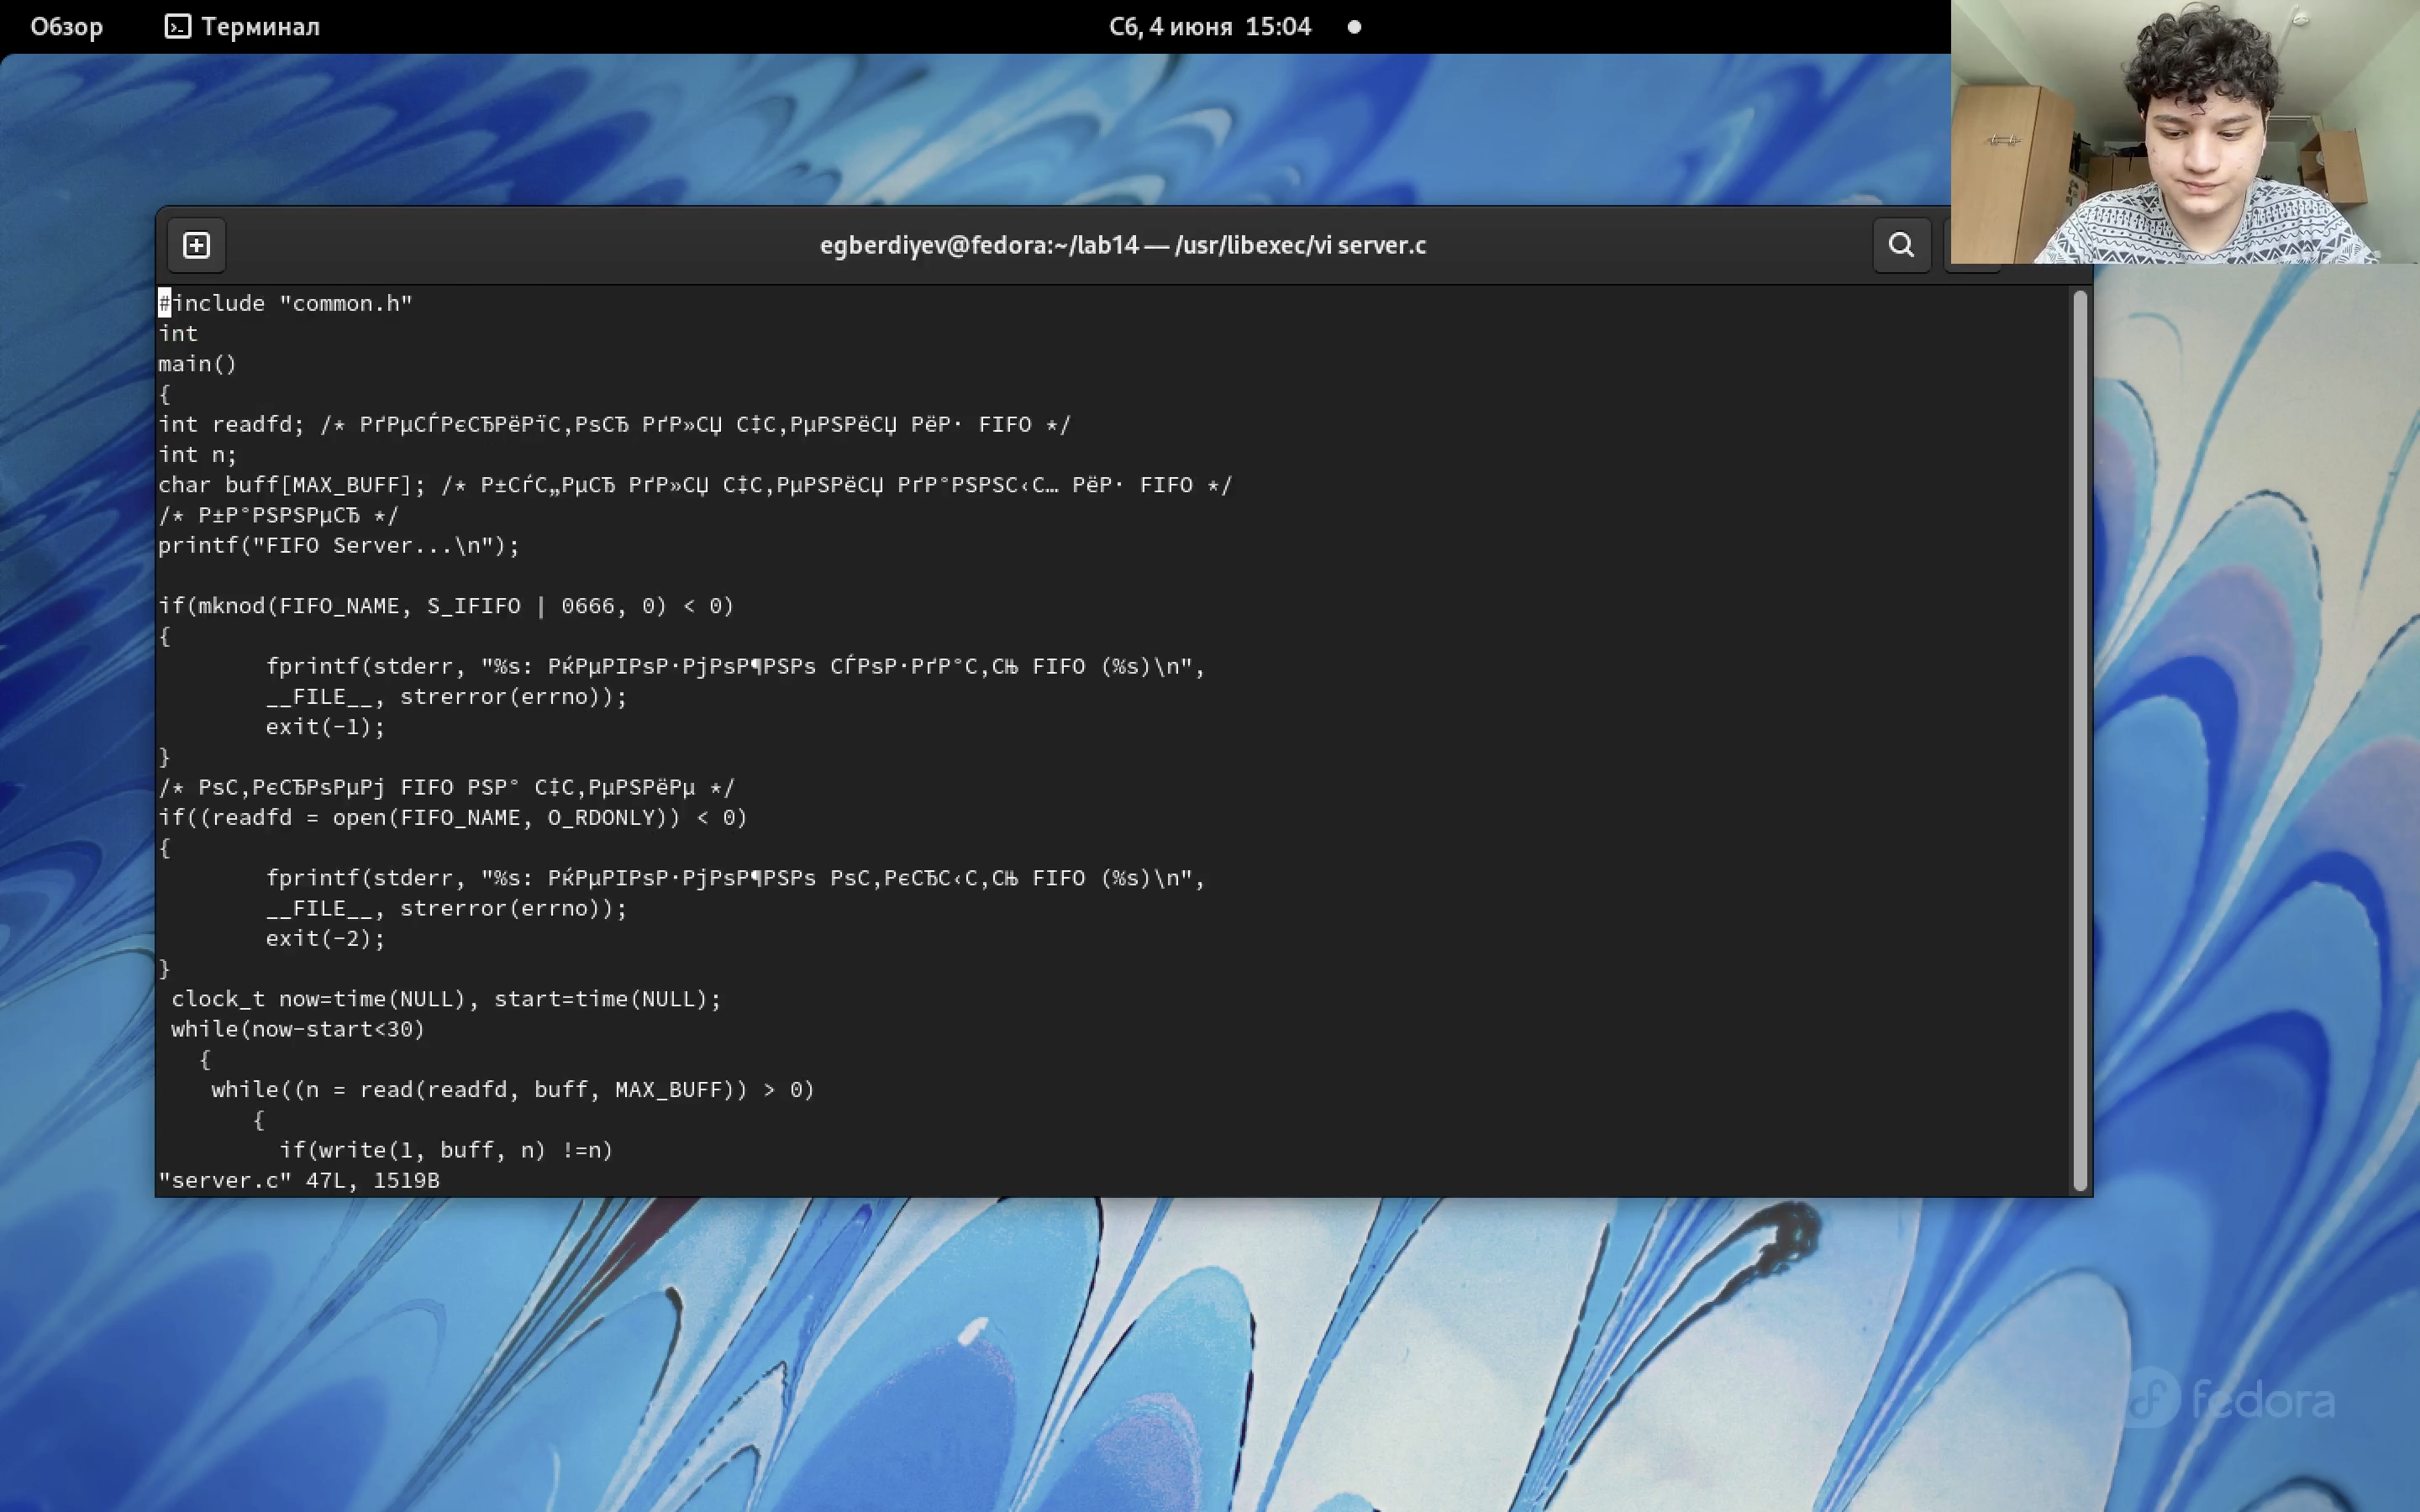 Обзор
Терминал
Сб, 4 июня 15:04
egberdiyev@fedora:~/lab14 — /usr/libexec/vi server.c
#include "common.h"
int
main()
{
int readfd; /* РґРµСЃРєСЂРёРїС‚РѕСЂ РґР»СЏ С‡С‚РµРЅРёСЏ РёР· FIFO */
int n;
char buff[MAX_BUFF]; /* Р±СѓС„РµСЂ РґР»СЏ С‡С‚РµРЅРёСЏ РґР°РЅРЅС‹С… РёР· FIFO */
/* Р±Р°РЅРЅРµСЂ */
printf("FIFO Server...\n");
if(mknod(FIFO_NAME, S_IFIFO | 0666, 0) < 0)
{
fprintf(stderr, "%s: РќРµРІРѕР·РјРѕР¶РЅРѕ СЃРѕР·РґР°С‚СЊ FIFO (%s)\n",
__FILE__, strerror(errno));
exit(-1);
}
/* РѕС‚РєСЂРѕРµРј FIFO РЅР° С‡С‚РµРЅРёРµ */
if((readfd = open(FIFO_NAME, O_RDONLY)) < 0)
{
fprintf(stderr, "%s: РќРµРІРѕР·РјРѕР¶РЅРѕ РѕС‚РєСЂС‹С‚СЊ FIFO (%s)\n",
__FILE__, strerror(errno));
exit(-2);
}
clock_t now=time(NULL), start=time(NULL);
while(now-start<30)
{
while((n = read(readfd, buff, MAX_BUFF)) > 0)
{
if(write(1, buff, n) !=n)
"server.c" 47L, 1519B
fedora